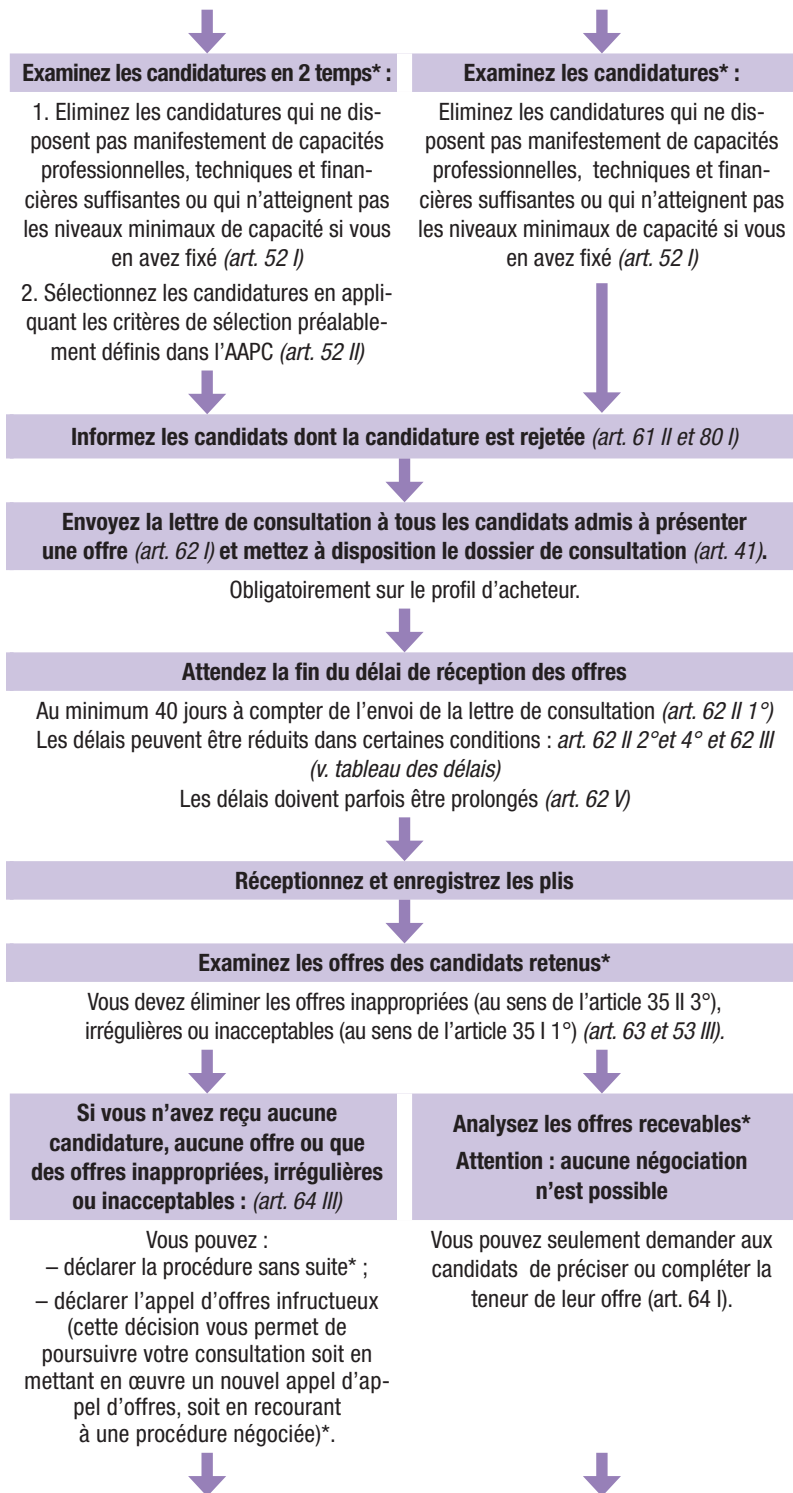 Examinez les candidatures en 2 temps* :
1. Eliminez les candidatures qui ne dis-
posent pas manifestement de capacités
professionnelles, techniques et finan-
cières suffisantes ou qui n'atteignent pas
les niveaux minimaux de capacité si vous
en avez fixé (art. 52 I)
2. Sélectionnez les candidatures en appli-
quant les critères de sélection préalable-
ment définis dans l'AAPC (art. 52 II)
Examinez les candidatures* :
Eliminez les candidatures qui ne dis-
posent pas manifestement de capacités
professionnelles, techniques et finan-
cières suffisantes ou qui n'atteignent pas
les niveaux minimaux de capacité si vous
en avez fixé (art. 52 I)
Informez les candidats dont la candidature est rejetée (art. 61 II et 80 I)
Envoyez la lettre de consultation à tous les candidats admis à présenter
une offre (art. 62 I) et mettez à disposition le dossier de consultation (art. 41).
Obligatoirement sur le profil d'acheteur.
Attendez la fin du délai de réception des offres
Au minimum 40 jours à compter de l'envoi de la lettre de consultation (art. 62 II 1°)
Les délais peuvent être réduits dans certaines conditions : art. 62 II 2°et 4° et 62 III
(v. tableau des délais)
Les délais doivent parfois être prolongés (art. 62 V)
Réceptionnez et enregistrez les plis
Examinez les offres des candidats retenus*
Vous devez éliminer les offres inappropriées (au sens de l'article 35 II 3°),
irrégulières ou inacceptables (au sens de l'article 35 I 1°) (art. 63 et 53 III).
Si vous n'avez reçu aucune
candidature, aucune offre ou que
des offres inappropriées, irrégulières
ou inacceptables : (art. 64 III)
Vous pouvez :
– déclarer la procédure sans suite* ;
– déclarer l'appel d'offres infructueux
(cette décision vous permet de
poursuivre votre consultation soit en
mettant en œuvre un nouvel appel d'ap-
pel d'offres, soit en recourant
à une procédure négociée)*.
Analysez les offres recevables*
Attention : aucune négociation
n'est possible
Vous pouvez seulement demander aux
candidats de préciser ou compléter la
teneur de leur offre (art. 64 I).